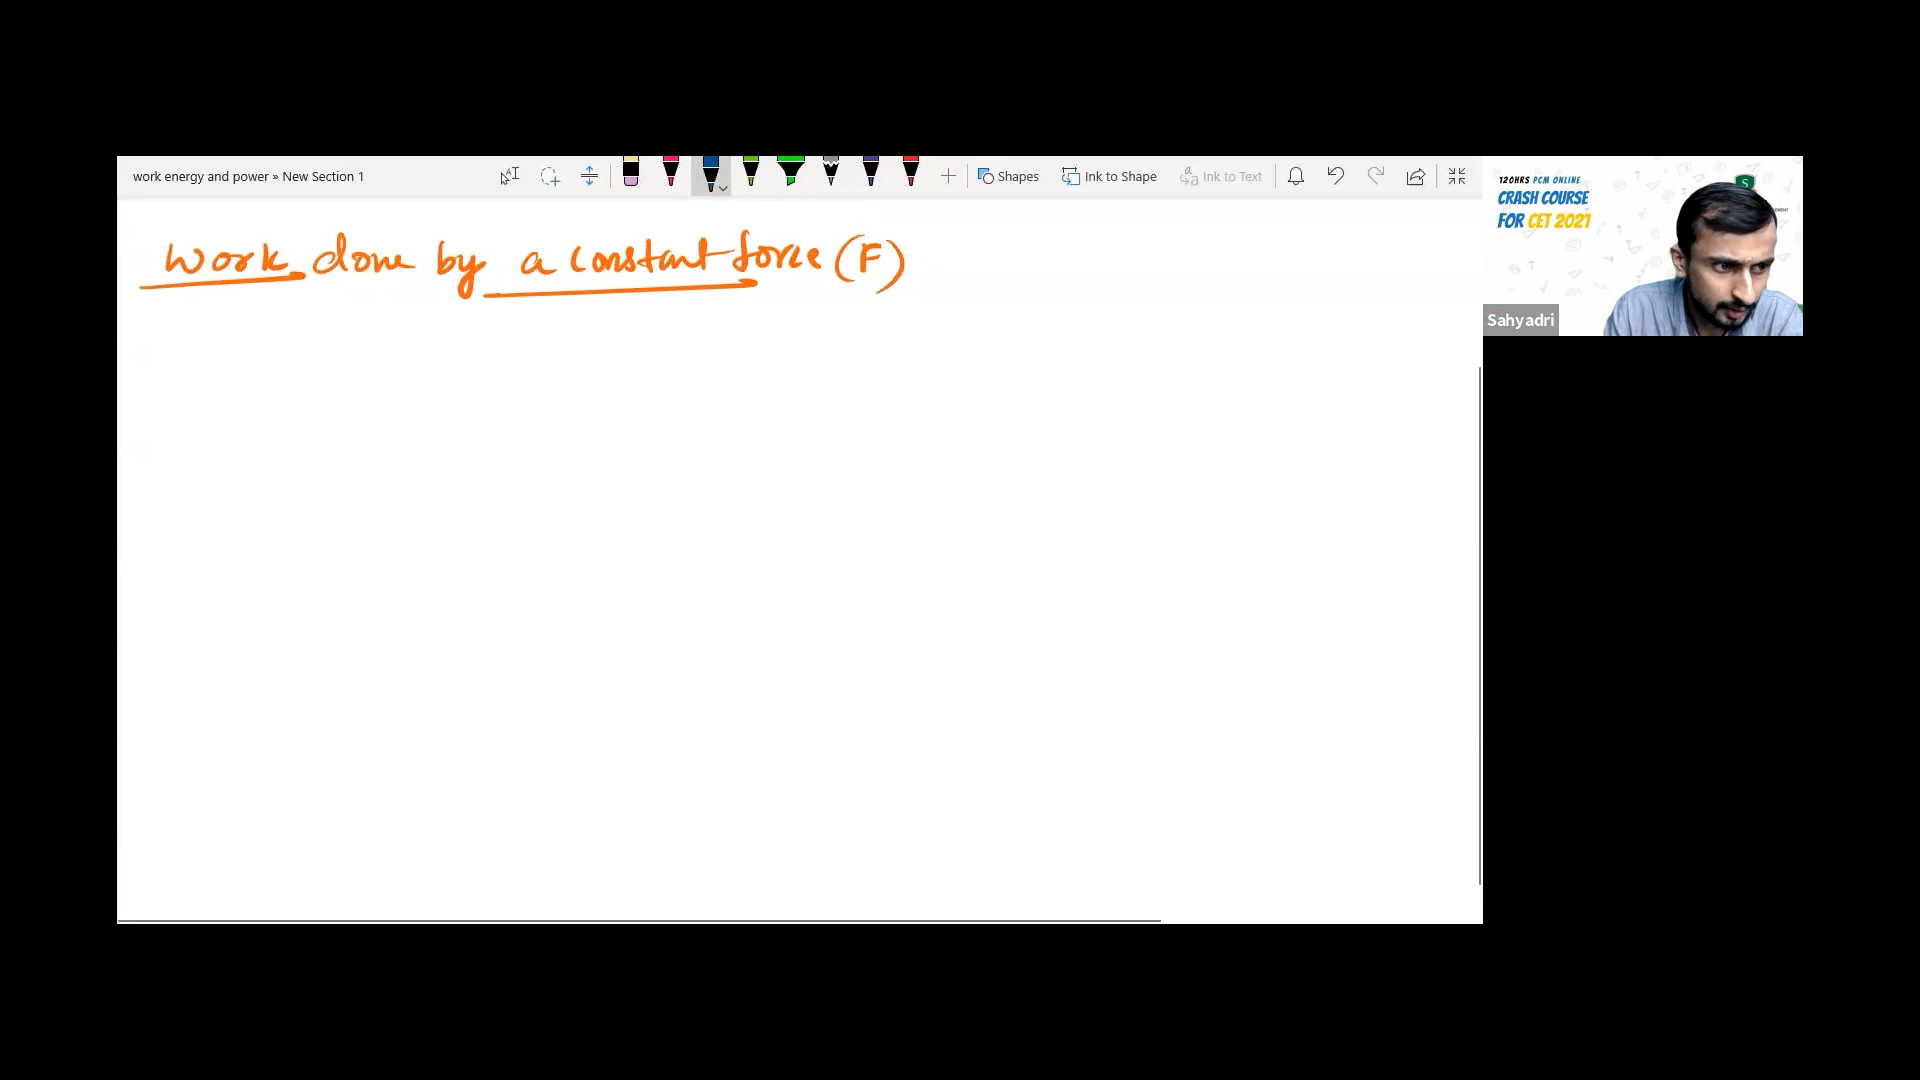 work energy and power » New Section 1
Shapes
Ink to Shape
Ink to Text
Work done by a constant force (F)
120HRS PCM ONLINE
CRASH COURSE
FOR CET 2021
S
Sahyadri